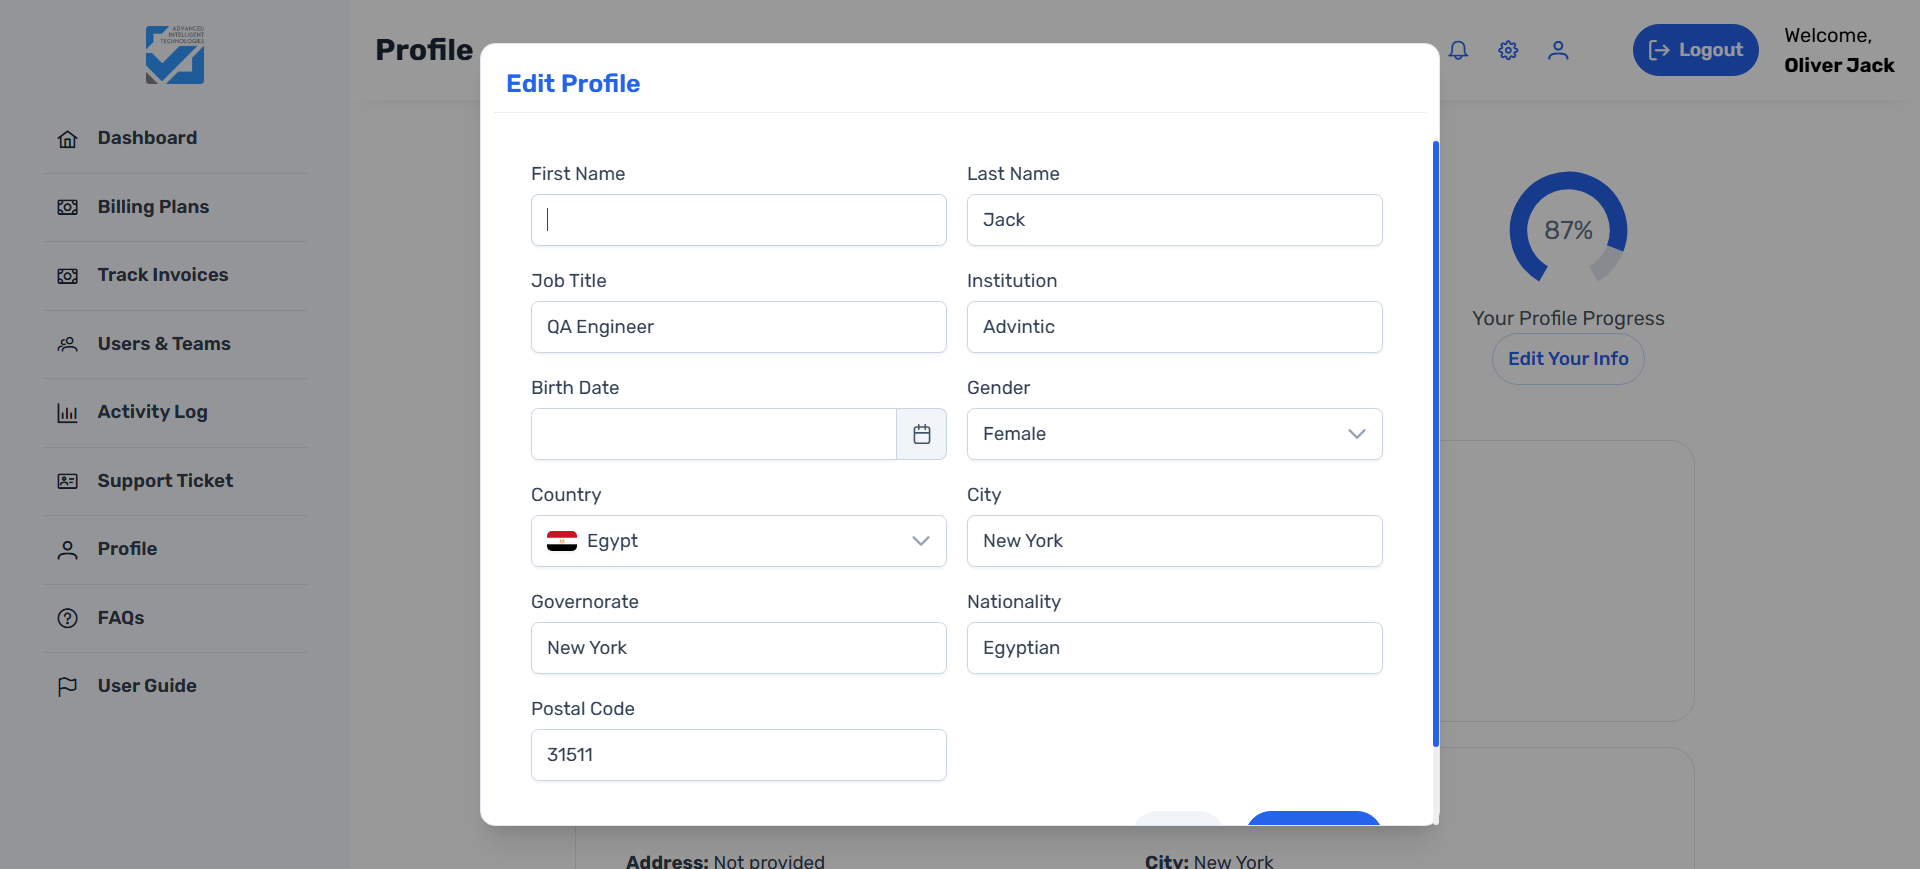 ADVANCED
INTELLIGENT
TECHNOLOGIES
Dashboard
Billing Plans
Track Invoices
Users & Teams
Activity Log
Support Ticket
Profile
FAQs
User Guide
Profile
Logout
Welcome,
Oliver Jack
Edit Profile
First Name
Last Name
Jack
Job Title
Institution
QA Engineer
Advintic
Birth Date
Gender
Female
Country
City
Egypt
New York
Governorate
Nationality
New York
Egyptian
Postal Code
31511
87%
Your Profile Progress
Edit Your Info
Address: Not provided
City: New York